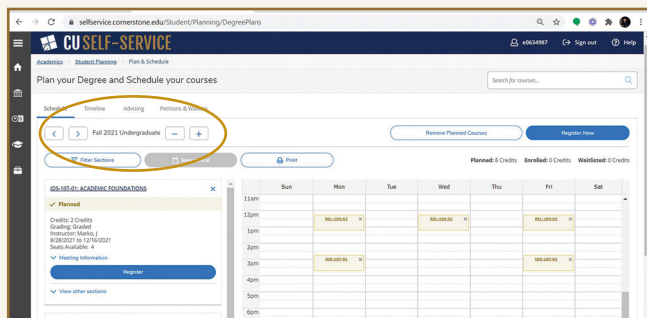 selfservice.cornerstone.edu/Student/Planning/DegreePlans
CU SELF-SERVICE
e0634987 Sign out Help
Academics Student Planning Plan & Schedule
Plan your Degree and Schedule your courses
Search for courses...
Schedule Timeline Advising Petitions & Waivers
Fall 2021 Undergraduate
Remove Planned Courses Register Now
Filter Sections Print
Planned: 8 Credits Enrolled: 0 Credits Waitlisted: 0 Credits
IDS-107-01: ACADEMIC FOUNDATIONS
Planned
Credits: 2 Credits
Grading: Graded
Instructor: Marko, J
8/28/2021 to 12/16/2021
Seats Available: 4
Meeting Information
Register
View other sections
Sun Mon Tue Wed Thu Fri Sat
11am
12pm
1pm
2pm
3pm
4pm
5pm
6pm